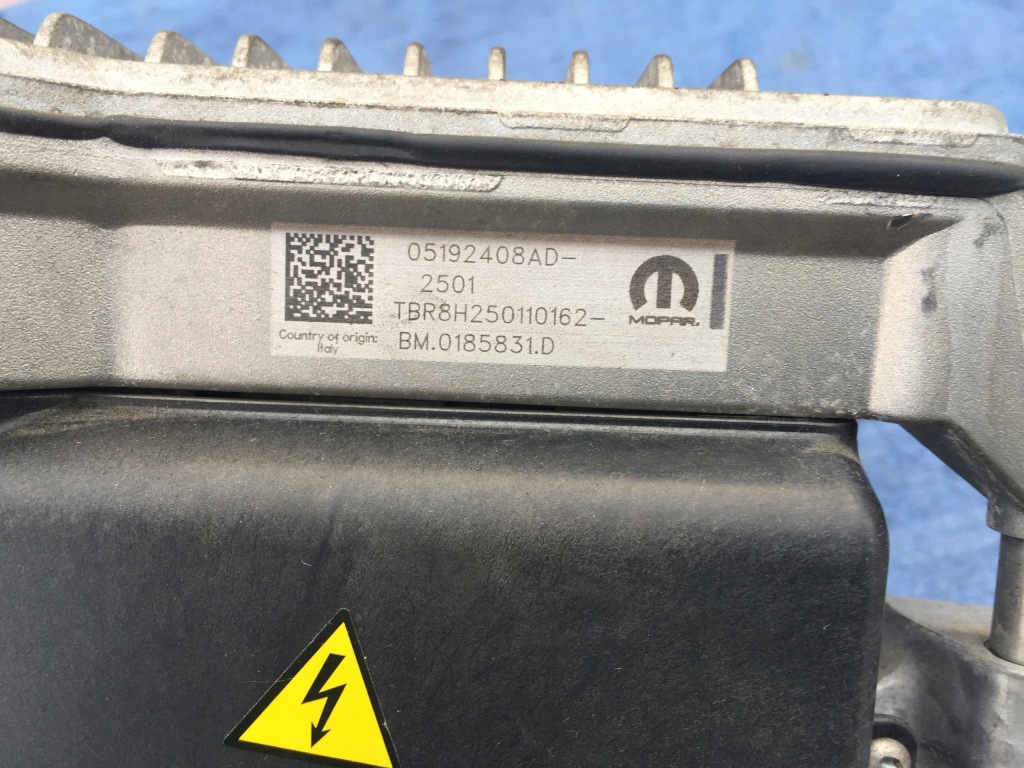 05192408AD-
2501
TBR8H250110162-
BM.0185831.D
Country of origin:
Italy
MOPAR.